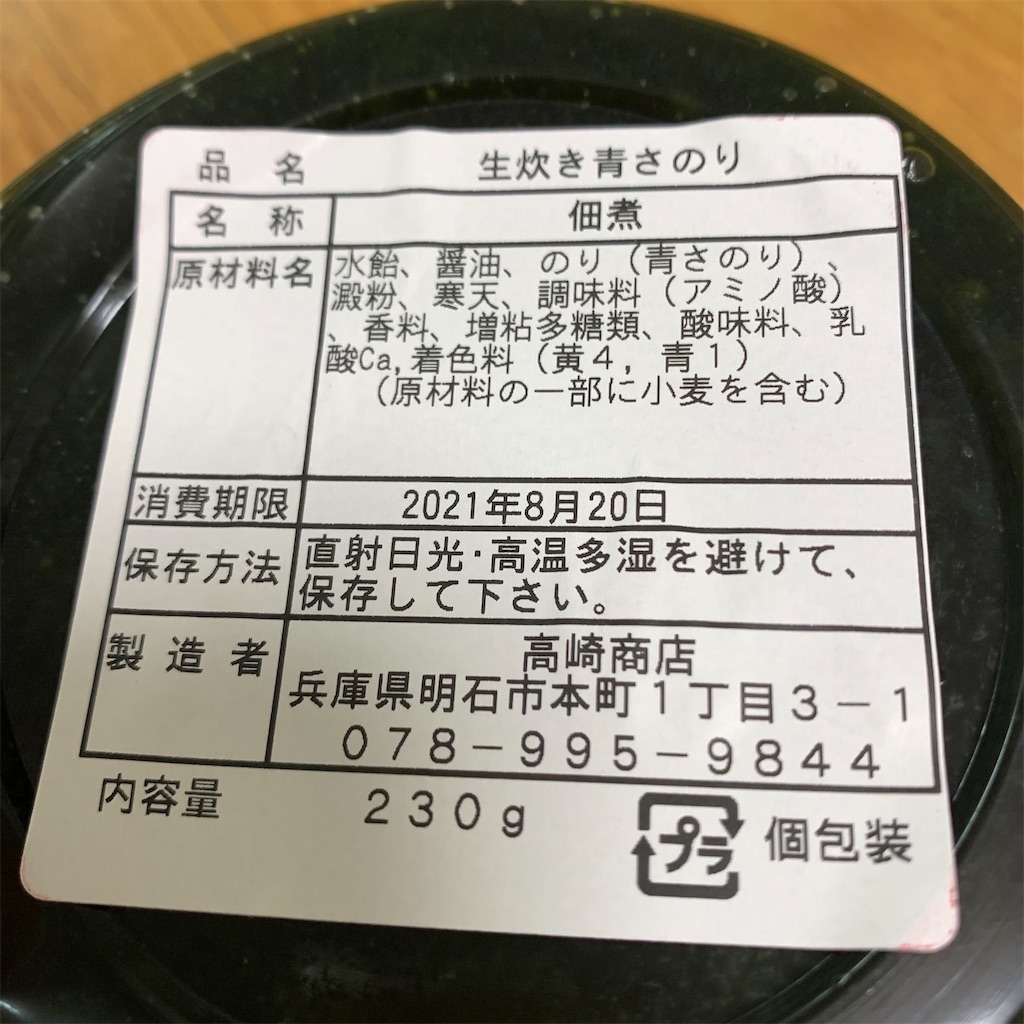 品名 生炊き青さのり
名称 佃煮
原材料名 水飴、醤油、のり（青さのり）、
澱粉、寒天、調味料（アミノ酸）
、香料、増粘多糖類、酸味料、乳
酸Ca,着色料（黄４，青１）
（原材料の一部に小麦を含む）
消費期限 2021年8月20日
保存方法 直射日光・高温多湿を避けて、
保存して下さい。
製造者 高崎商店
兵庫県明石市本町１丁目３－１
０７８－９９５－９８４４
内容量 ２３０ｇ プラ 個包装